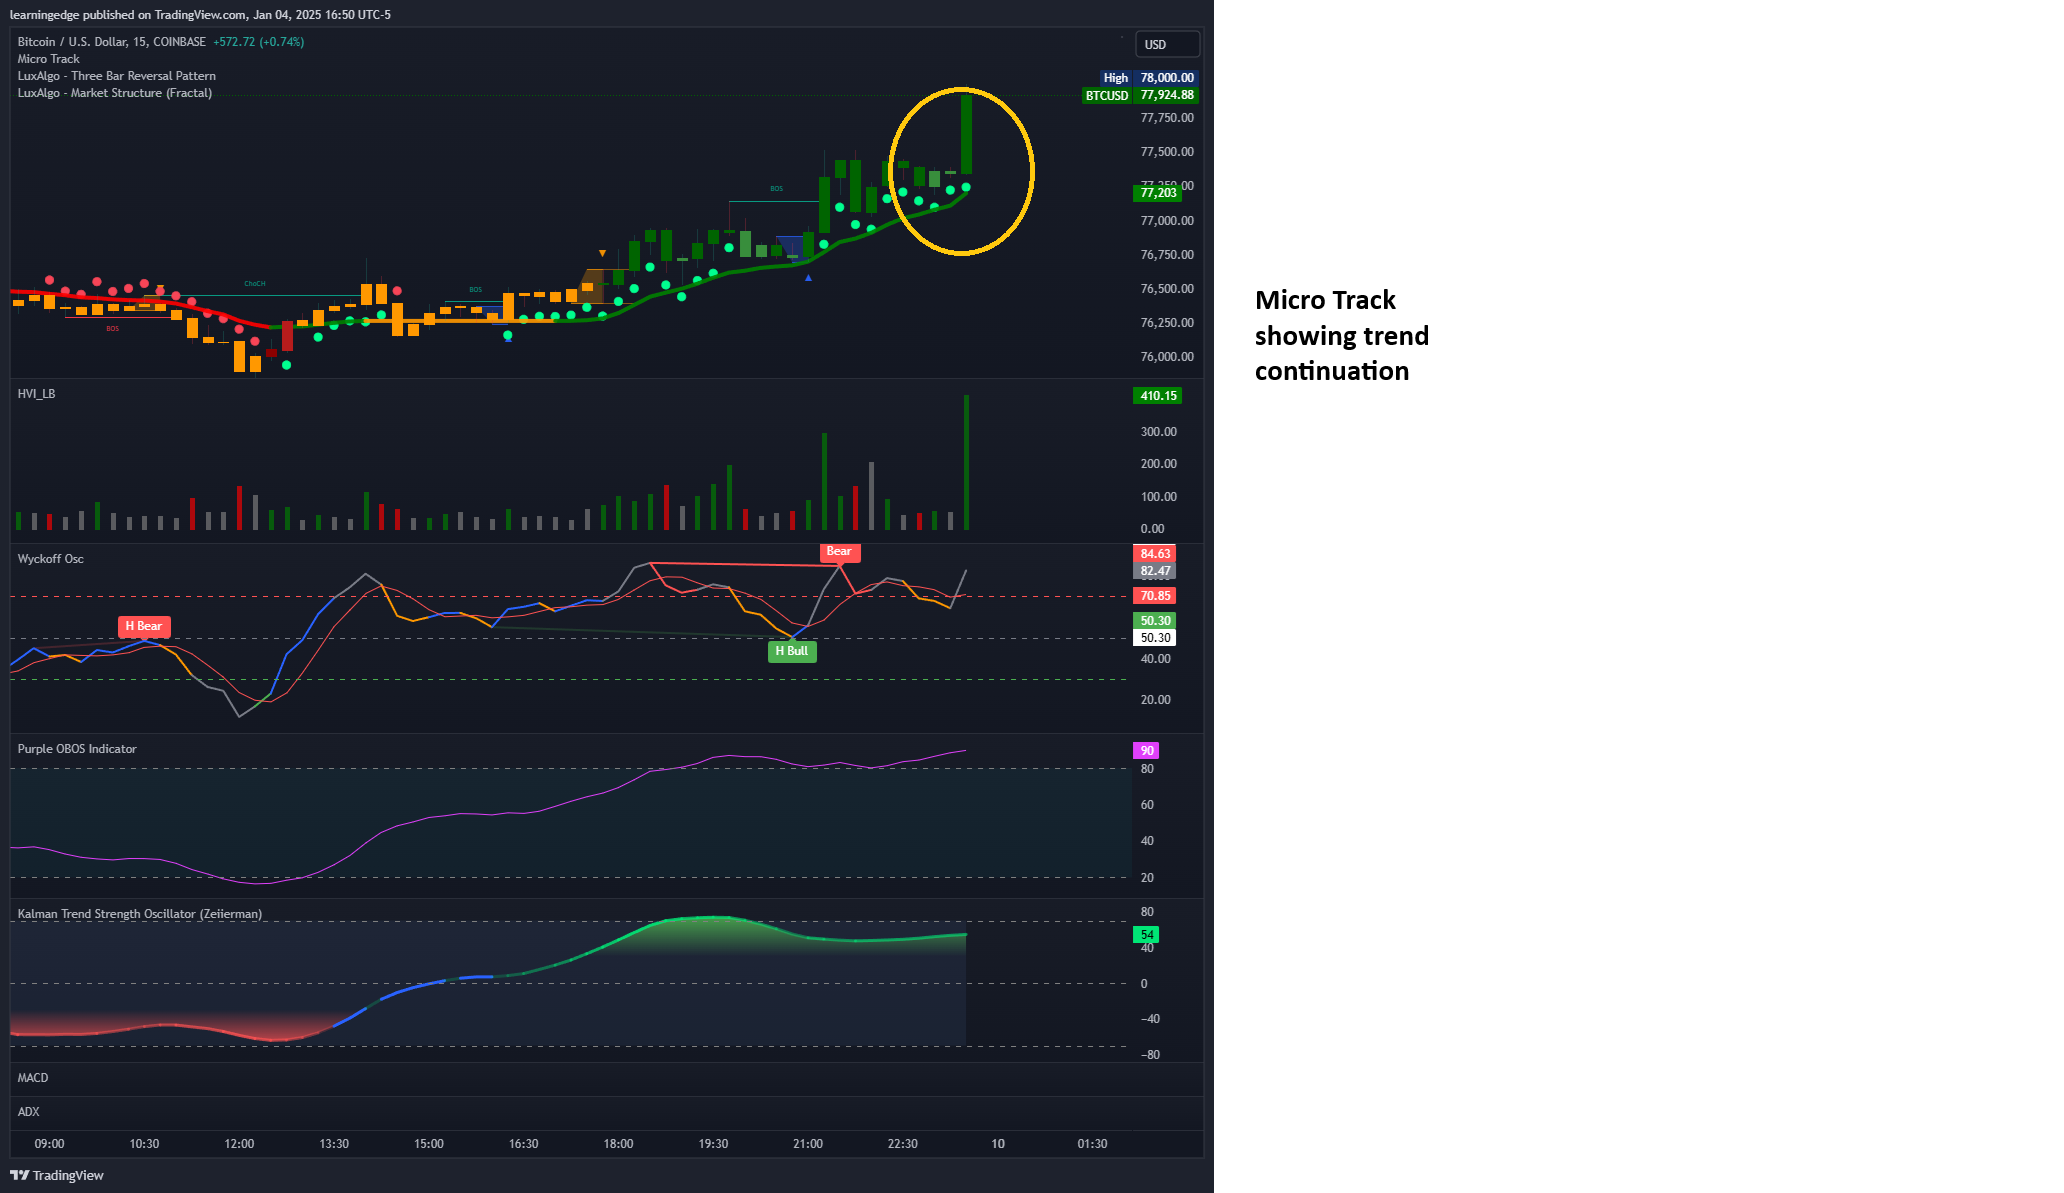 learningedge published on TradingView.com, Jan 04, 2025 16:50 UTC-5
Bitcoin / U.S. Dollar, 15, COINBASE +572.72 (+0.74%)
Micro Track
LuxAlgo - Three Bar Reversal Pattern
LuxAlgo - Market Structure (Fractal)
USD
High 78,000.00
BTCUSD 77,924.88
77,750.00
77,500.00
77,250.00
77,203
77,000.00
76,750.00
76,500.00
76,250.00
76,000.00
BOS
ChoCH
BOS
BOS
Micro Track
showing trend
continuation
HVI_LB
410.15
300.00
200.00
100.00
0.00
Wyckoff Osc
H Bear
Bear
H Bull
84.63
82.47
70.85
50.30
50.30
40.00
20.00
Purple OBOS Indicator
90
80
60
40
20
Kalman Trend Strength Oscillator (Zeiierman)
80
54
40
0
−40
−80
MACD
ADX
09:00 10:30 12:00 13:30 15:00 16:30 18:00 19:30 21:00 22:30 10 01:30
TradingView